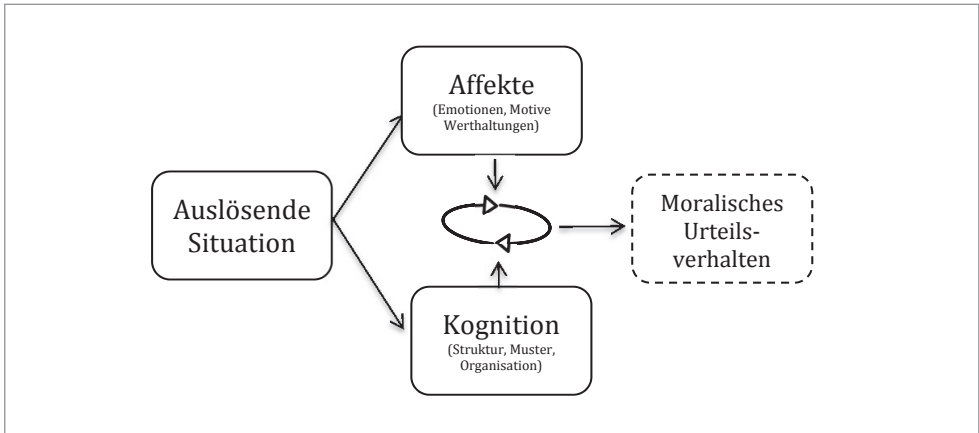 Affekte
(Emotionen, Motive
Werthaltungen)
Auslösende
Situation
Moralisches
Urteils-
verhalten
Kognition
(Struktur, Muster,
Organisation)